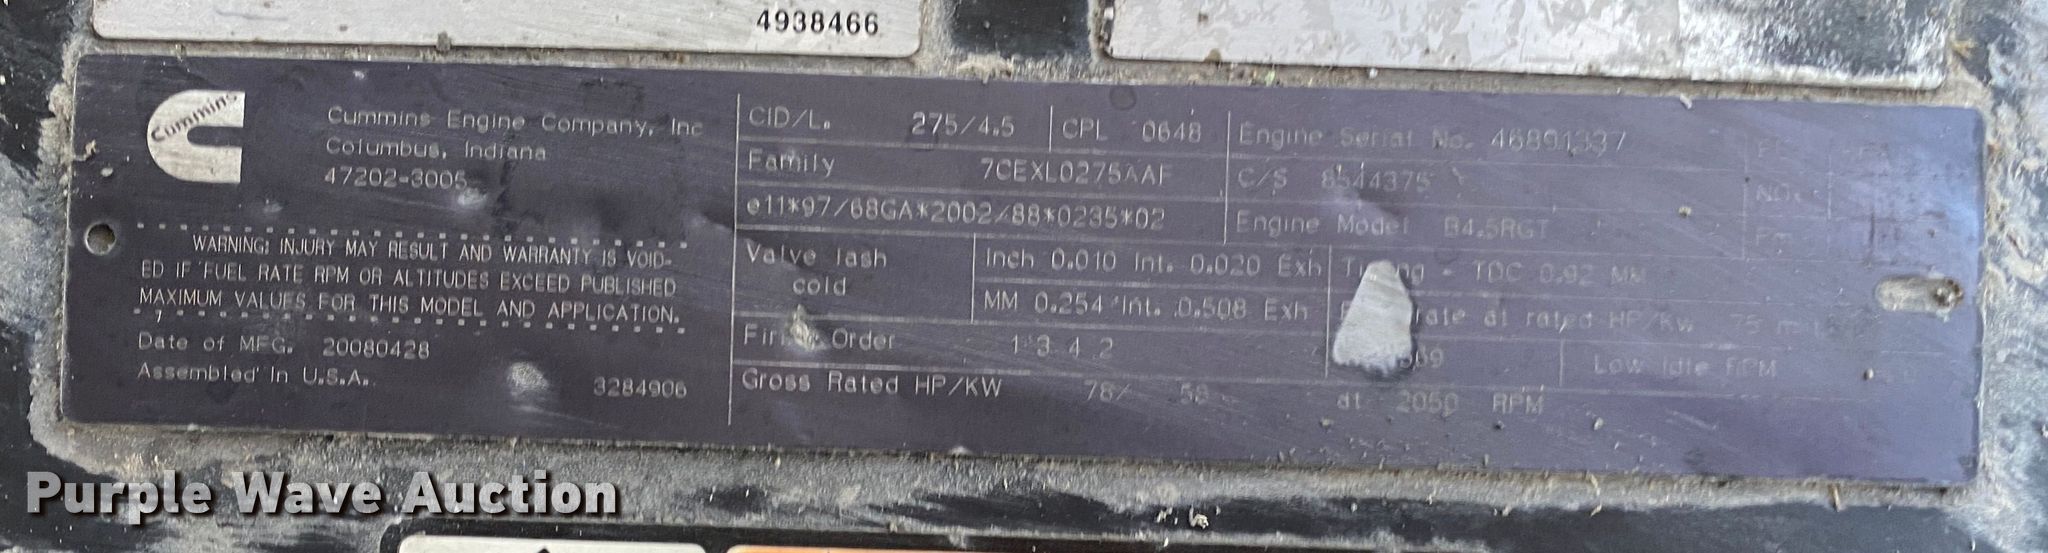 4938466
Cummins
Cummins Engine Company, Inc
Columbus, Indiana
47202-3005
WARNING: INJURY MAY RESULT AND WARRANTY IS VOID-
ED IF FUEL RATE RPM OR ALTITUDES EXCEED PUBLISHED
MAXIMUM VALUES FOR THIS MODEL AND APPLICATION.
Date of MFG. 20080428
Assembled in U.S.A.
3284906
CID/L. 275/4.5 CPL 0648
Family 7CEXL0275AAF
e11*97/68GA*2002/88*0235*02
Valve lash cold
Inch 0.010 Int. 0.020 Exh
MM 0.254 Int. 0.508 Exh
Order 1 3 4 2
Gross Rated HP/KW 78/ 58 at 2050 RPM
Engine Serial No. 46891337
C/S 8544375
Engine Model B4.5RGT
- TDC 0.92 MM
rate at rated HP/KW 75
Low Idle RPM
Purple Wave Auction